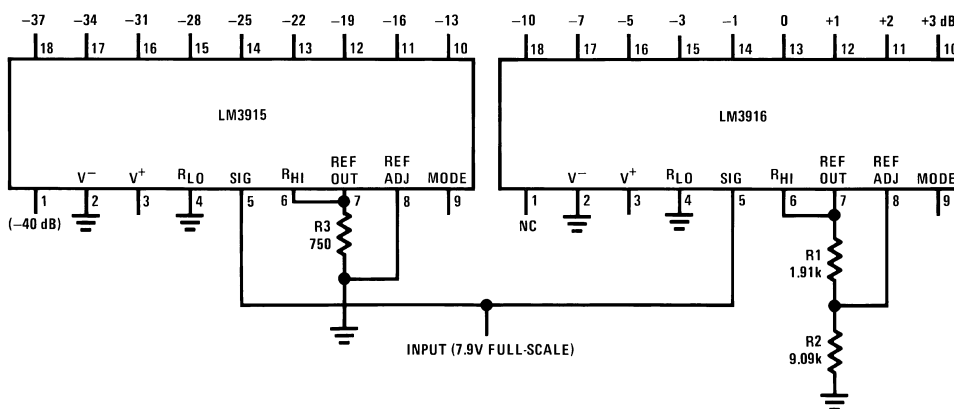 −37 −34 −31 −28 −25 −22 −19 −16 −13 −10 −7 −5 −3 −1 0 +1 +2 +3 dB
18 17 16 15 14 13 12 11 10 18 17 16 15 14 13 12 11 10
LM3915 LM3916
REF REF REF REF
V− V+ RLO SIG RHI OUT ADJ MODE V− V+ RLO SIG RHI OUT ADJ MODE
1 2 3 4 5 6 7 8 9 1 2 3 4 5 6 7 8 9
(−40 dB) NC
R3
750
R1
1.91k
INPUT (7.9V FULL-SCALE)
R2
9.09k